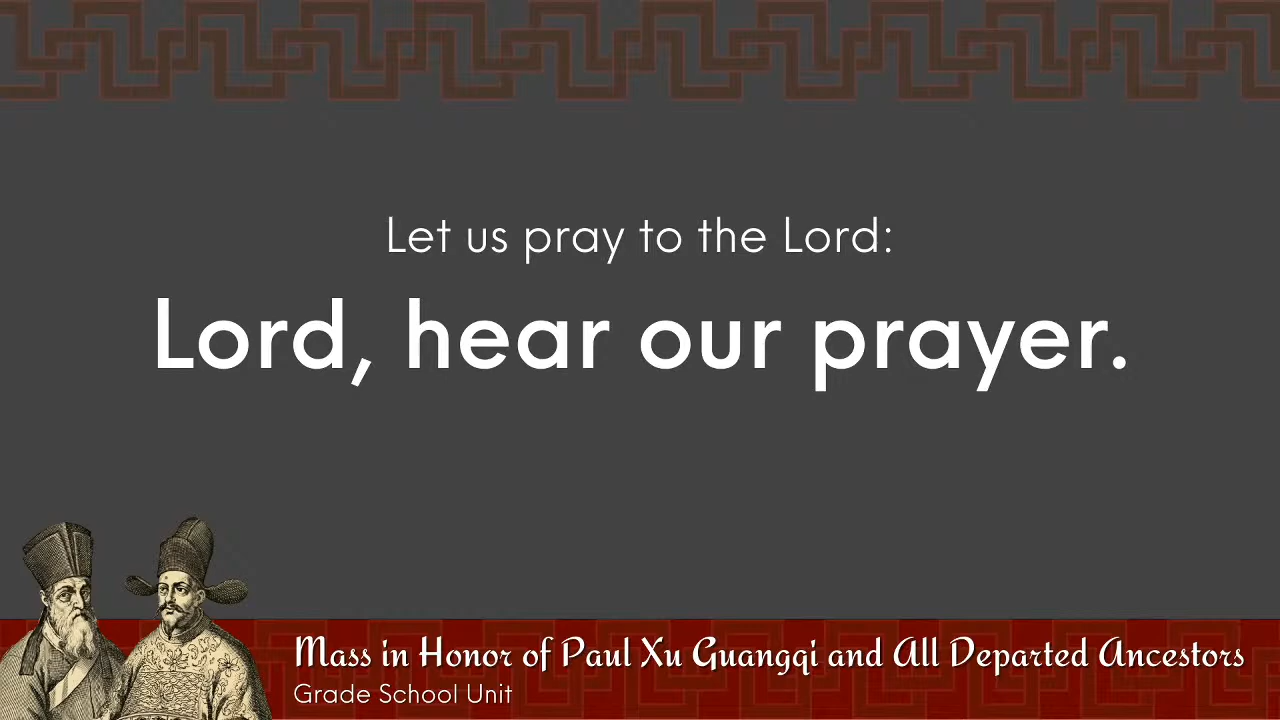 Let us pray to the Lord:
Lord, hear our prayer.
Mass in Honor of Paul Xu Guangqi and All Departed Ancestors
Grade School Unit